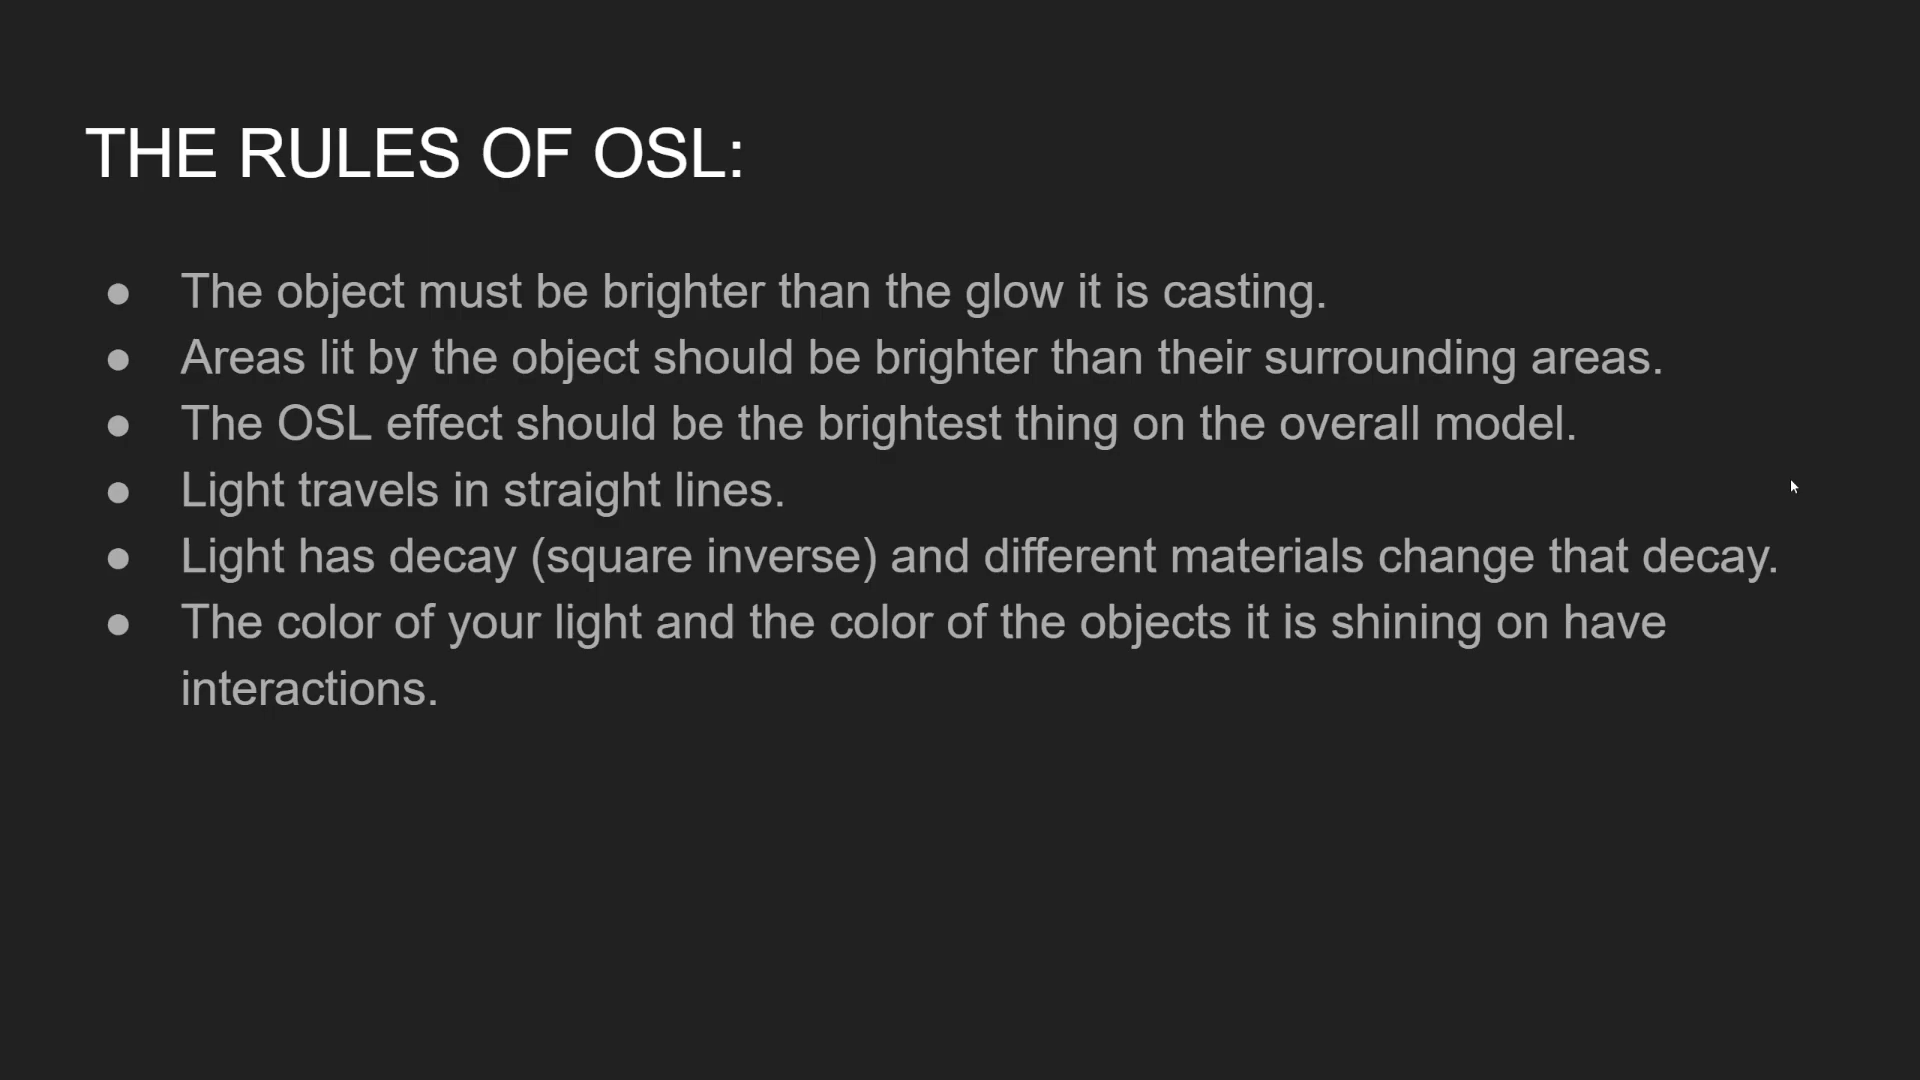 THE RULES OF OSL:
● The object must be brighter than the glow it is casting.
● Areas lit by the object should be brighter than their surrounding areas.
● The OSL effect should be the brightest thing on the overall model.
● Light travels in straight lines.
● Light has decay (square inverse) and different materials change that decay.
● The color of your light and the color of the objects it is shining on have
interactions.